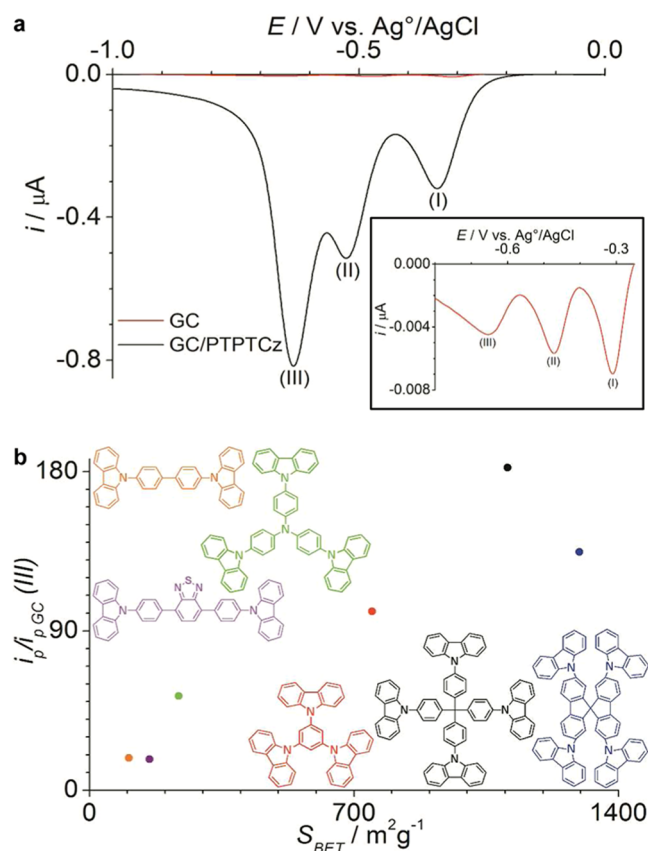 a
E / V vs. Ag°/AgCl
-1.0 -0.5 0.0
0.0
-0.4
-0.8
i / μA
(I)
(II)
(III)
GC
GC/PTPTCz
E / V vs. Ag°/AgCl
-0.6 -0.3
0.000
-0.004
-0.008
i / μA
(III)
(II)
(I)
b
180
90
0
i_p/i_p GC (III)
N N
N
N
N
N
S
N N
N N
N
N N
N
N N
N
N N
N N
0 700 1400
S_BET / m²g⁻¹